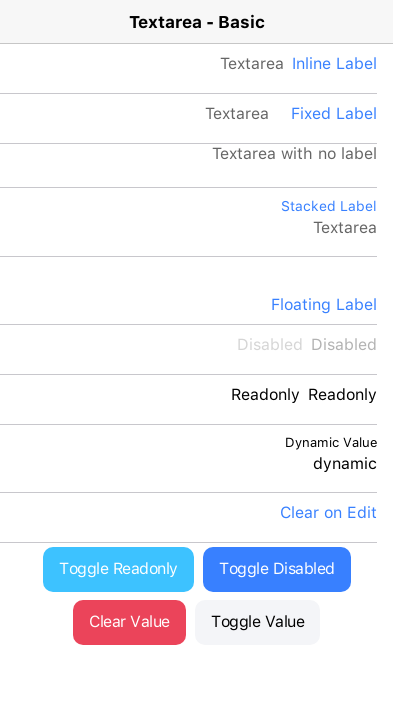 Textarea - Basic
Textarea Inline Label
Textarea Fixed Label
Textarea with no label
Stacked Label
Textarea
Floating Label
Disabled Disabled
Readonly Readonly
Dynamic Value
dynamic
Clear on Edit
Toggle Readonly Toggle Disabled
Clear Value Toggle Value